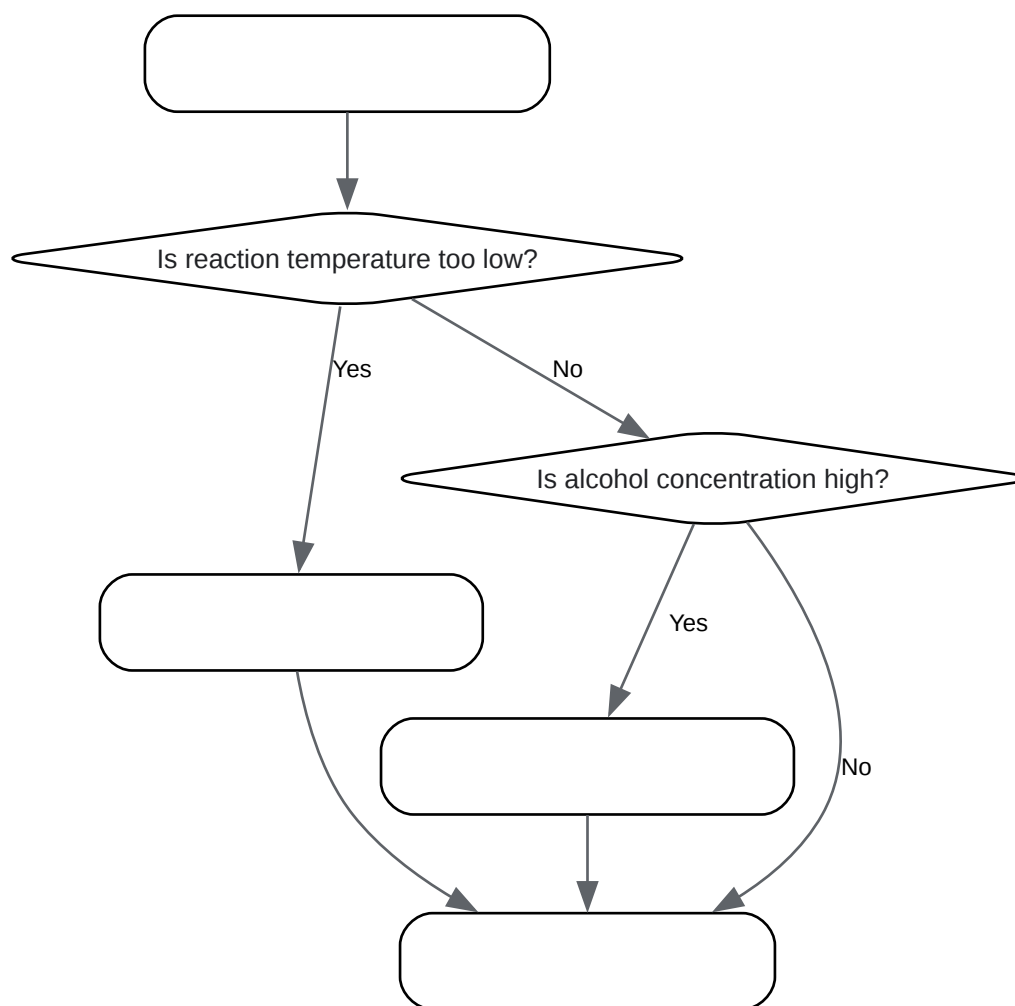 Is reaction temperature too low?
Yes
No
Is alcohol concentration high?
Yes
No